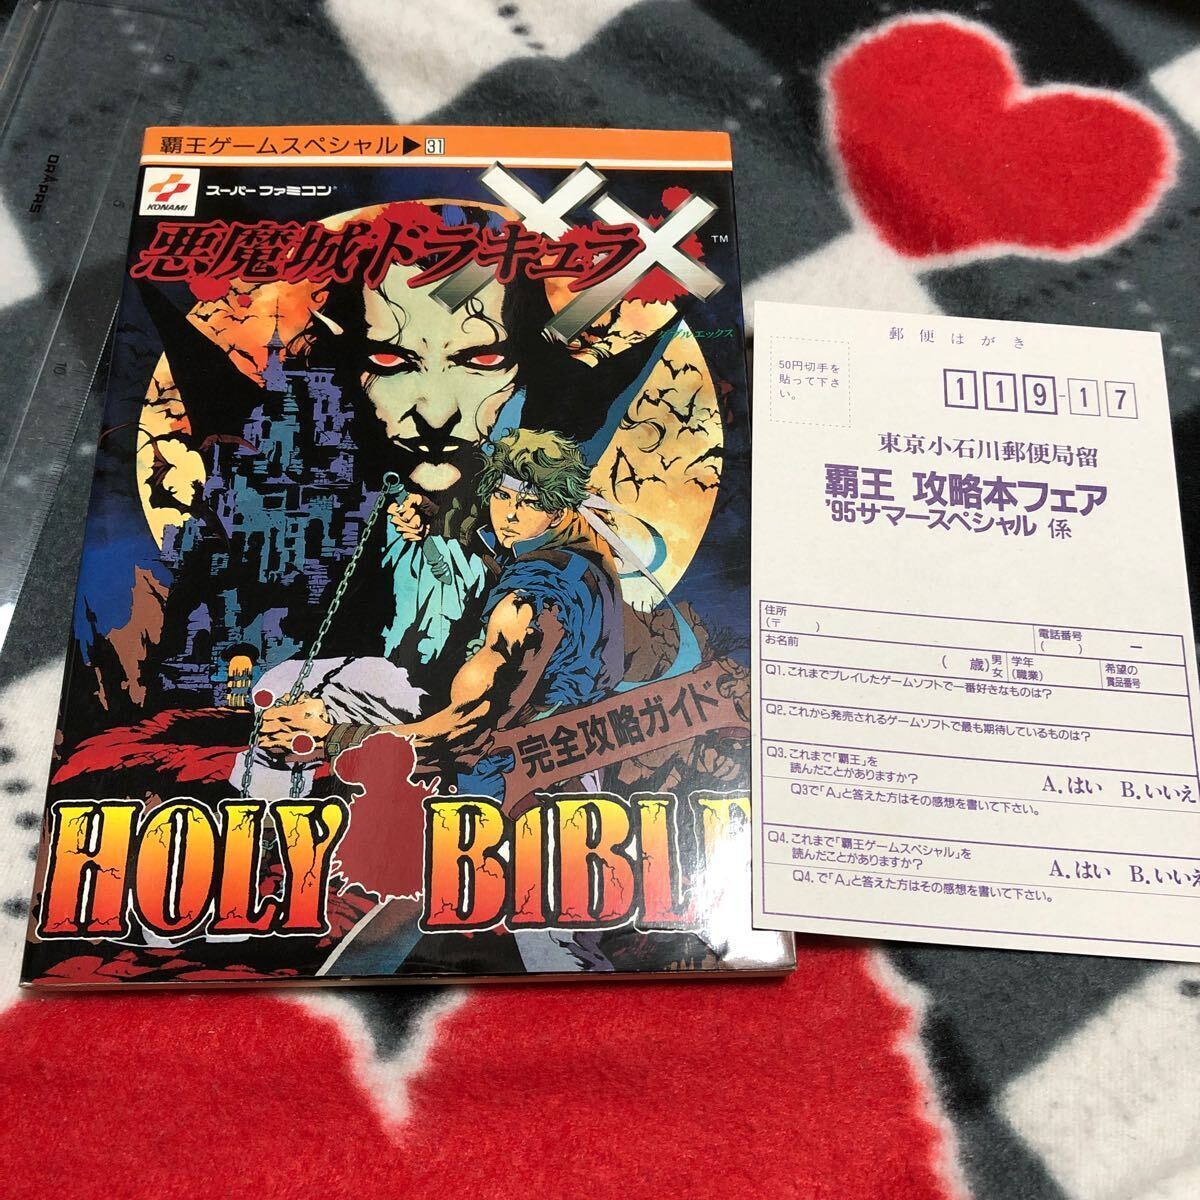 覇王ゲームスペシャル▶31
KONAMI
スーパーファミコン
悪魔城ドラキュラXX
TM
ダブルエックス
完全攻略ガイド
HOLY BIBLE
郵便はがき
50円切手を
貼って下さ
い。
119-17
東京小石川郵便局留
覇王 攻略本フェア
'95サマースペシャル 係
住所
(〒 )
電話番号
( ) ー
お名前
( 歳) 男 女
学年
(職業)
希望の
賞品番号
Q1.これまでプレイしたゲームソフトで一番好きなものは?
Q2.これから発売されるゲームソフトで最も期待しているものは?
Q3.これまで「覇王」を
読んだことがありますか?
A.はい B.いいえ
Q3で「A」と答えた方はその感想を書いて下さい。
Q4.これまで「覇王ゲームスペシャル」を
読んだことがありますか?
A.はい B.いいえ
Q4.で「A」と答えた方はその感想を書いて下さい。